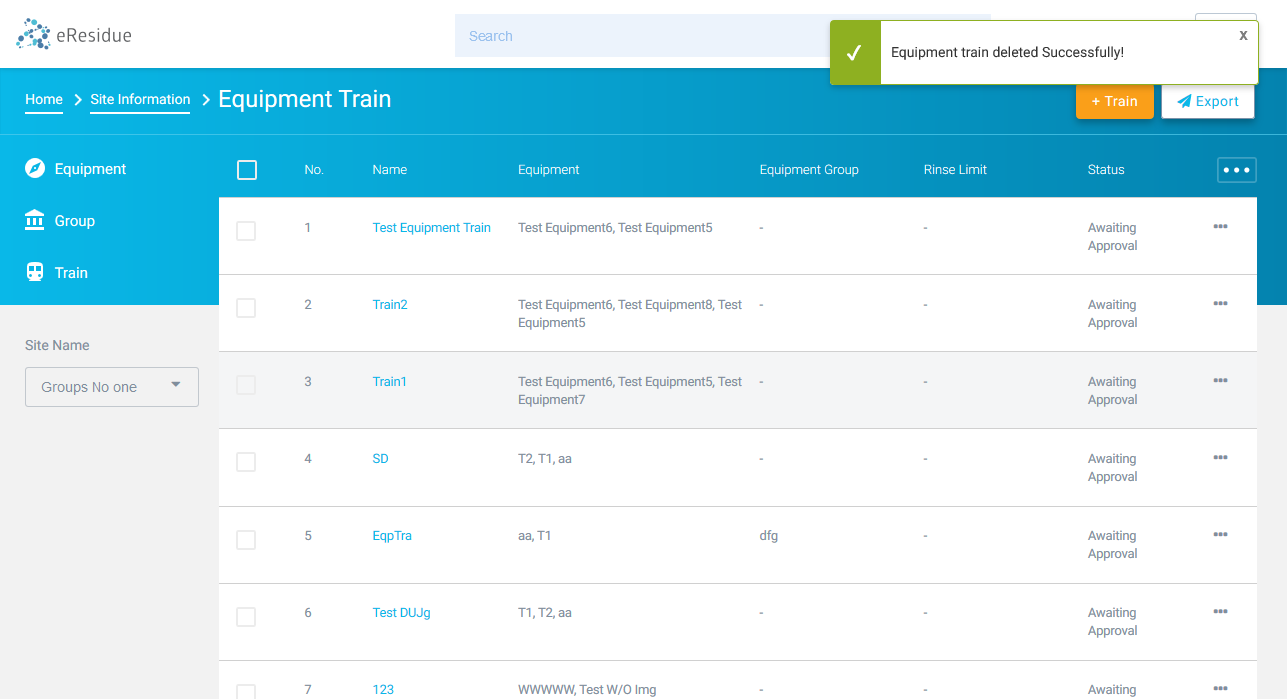 eResidue
Search
Equipment train deleted Successfully!
x
Home
Site Information
Equipment Train
+ Train
Export
Equipment
Group
Train
Site Name
Groups No one
No. Name Equipment Equipment Group Rinse Limit Status
1 Test Equipment Train Test Equipment6, Test Equipment5 - - Awaiting
Approval
2 Train2 Test Equipment6, Test Equipment8, Test - - Awaiting
Equipment5 Approval
3 Train1 Test Equipment6, Test Equipment5, Test - - Awaiting
Equipment7 Approval
4 SD T2, T1, aa - - Awaiting
Approval
5 EqpTra aa, T1 dfg - Awaiting
Approval
6 Test DUJg T1, T2, aa - - Awaiting
Approval
7 123 WWWWW, Test W/O Img - - Awaiting